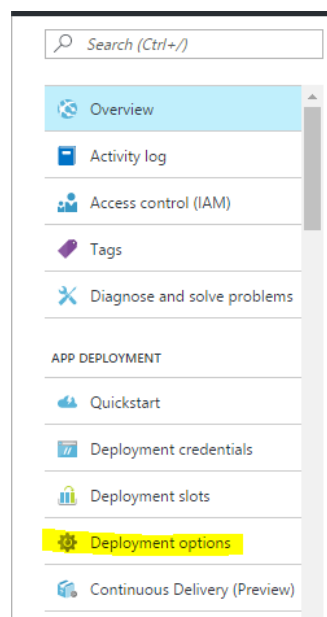 Search (Ctrl+/)
Overview
Activity log
Access control (IAM)
Tags
Diagnose and solve problems
APP DEPLOYMENT
Quickstart
Deployment credentials
Deployment slots
Deployment options
Continuous Delivery (Preview)